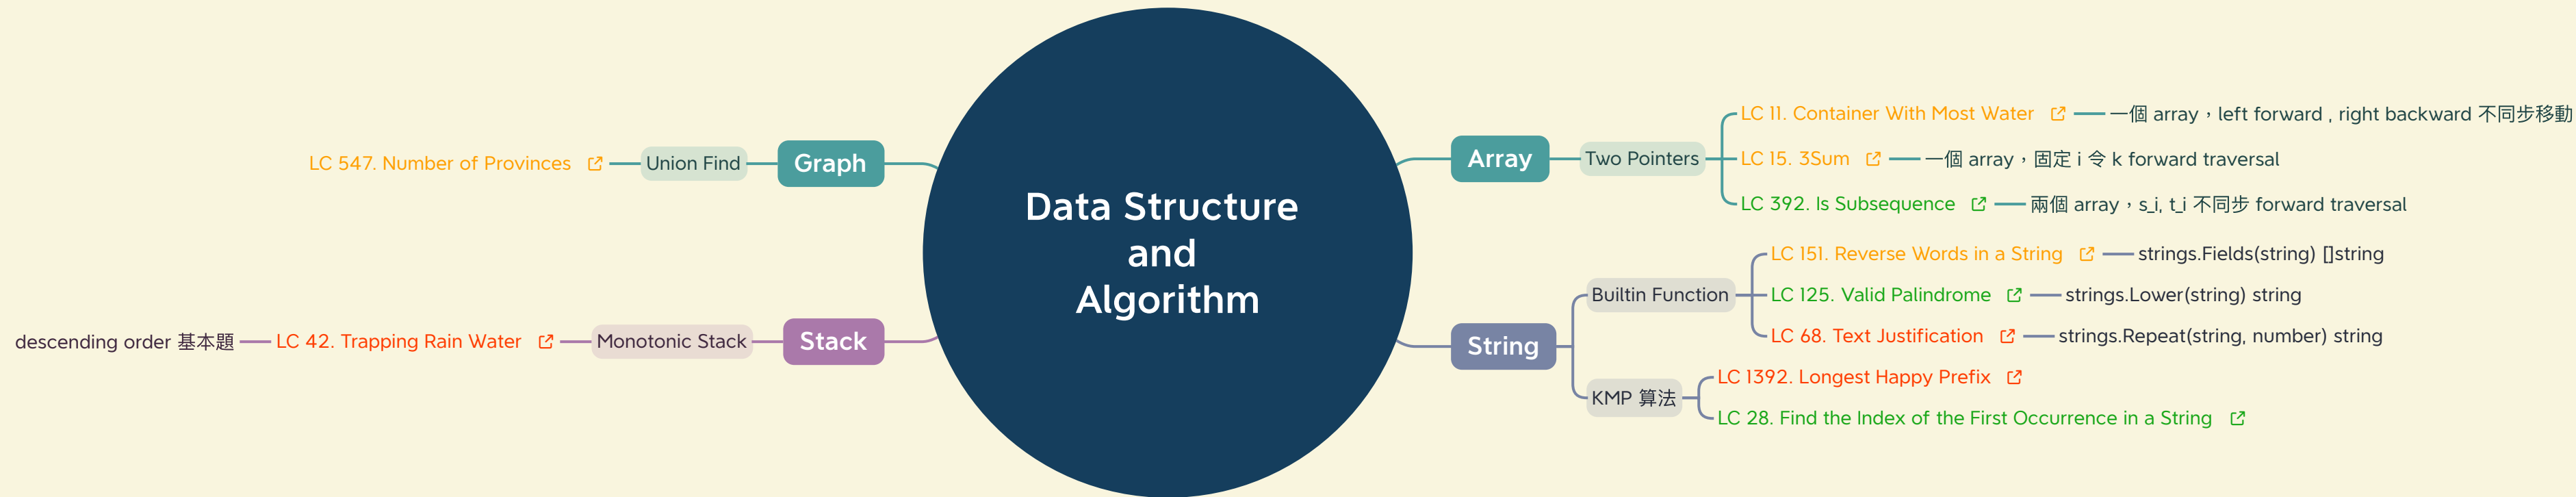 Data Structure
and
Algorithm
Graph
Union Find
LC 547. Number of Provinces
Stack
Monotonic Stack
LC 42. Trapping Rain Water
descending order 基本題
Array
Two Pointers
LC 11. Container With Most Water
一個 array，left forward , right backward 不同步移動
LC 15. 3Sum
一個 array，固定 i 令 k forward traversal
LC 392. Is Subsequence
兩個 array，s_i, t_i 不同步 forward traversal
String
Builtin Function
LC 151. Reverse Words in a String
strings.Fields(string) []string
LC 125. Valid Palindrome
strings.Lower(string) string
LC 68. Text Justification
strings.Repeat(string, number) string
KMP 算法
LC 1392. Longest Happy Prefix
LC 28. Find the Index of the First Occurrence in a String